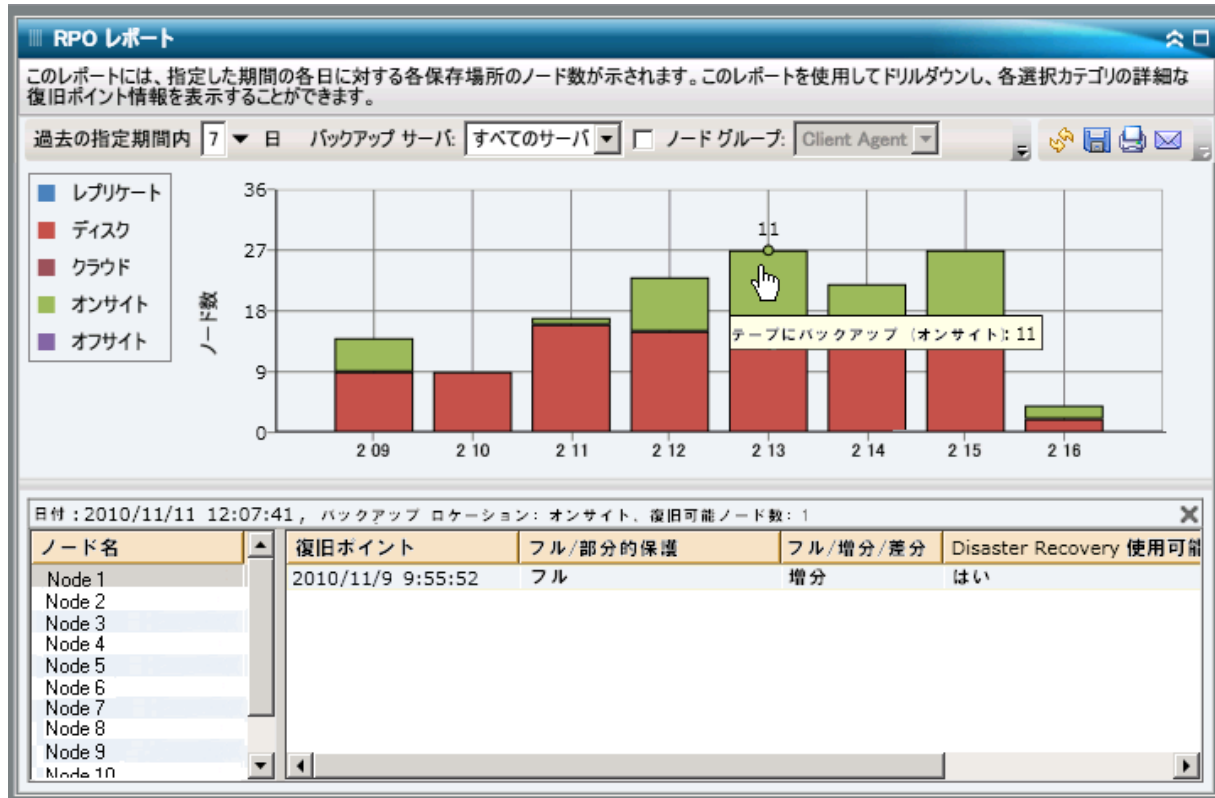 RPO レポート
このレポートには、指定した期間の各日に対する各保存場所のノード数が示されます。このレポートを使用してドリルダウンし、各選択カテゴリの詳細な
復旧ポイント情報を表示することができます。
過去の指定期間内 7 日 バックアップ サーバ: すべてのサーバ ノード グループ: Client Agent
レプリケート
ディスク
クラウド
オンサイト
オフサイト
ノード数
36
27
18
9
0
11
テープにバックアップ (オンサイト): 11
2 09 2 10 2 11 2 12 2 13 2 14 2 15 2 16
日付:2010/11/11 12:07:41, バックアップ ロケーション: オンサイト、復旧可能ノード数: 1
ノード名 復旧ポイント フル/部分的保護 フル/増分/差分 Disaster Recovery 使用可能
Node 1 2010/11/9 9:55:52 フル 増分 はい
Node 2
Node 3
Node 4
Node 5
Node 6
Node 7
Node 8
Node 9
Node 10